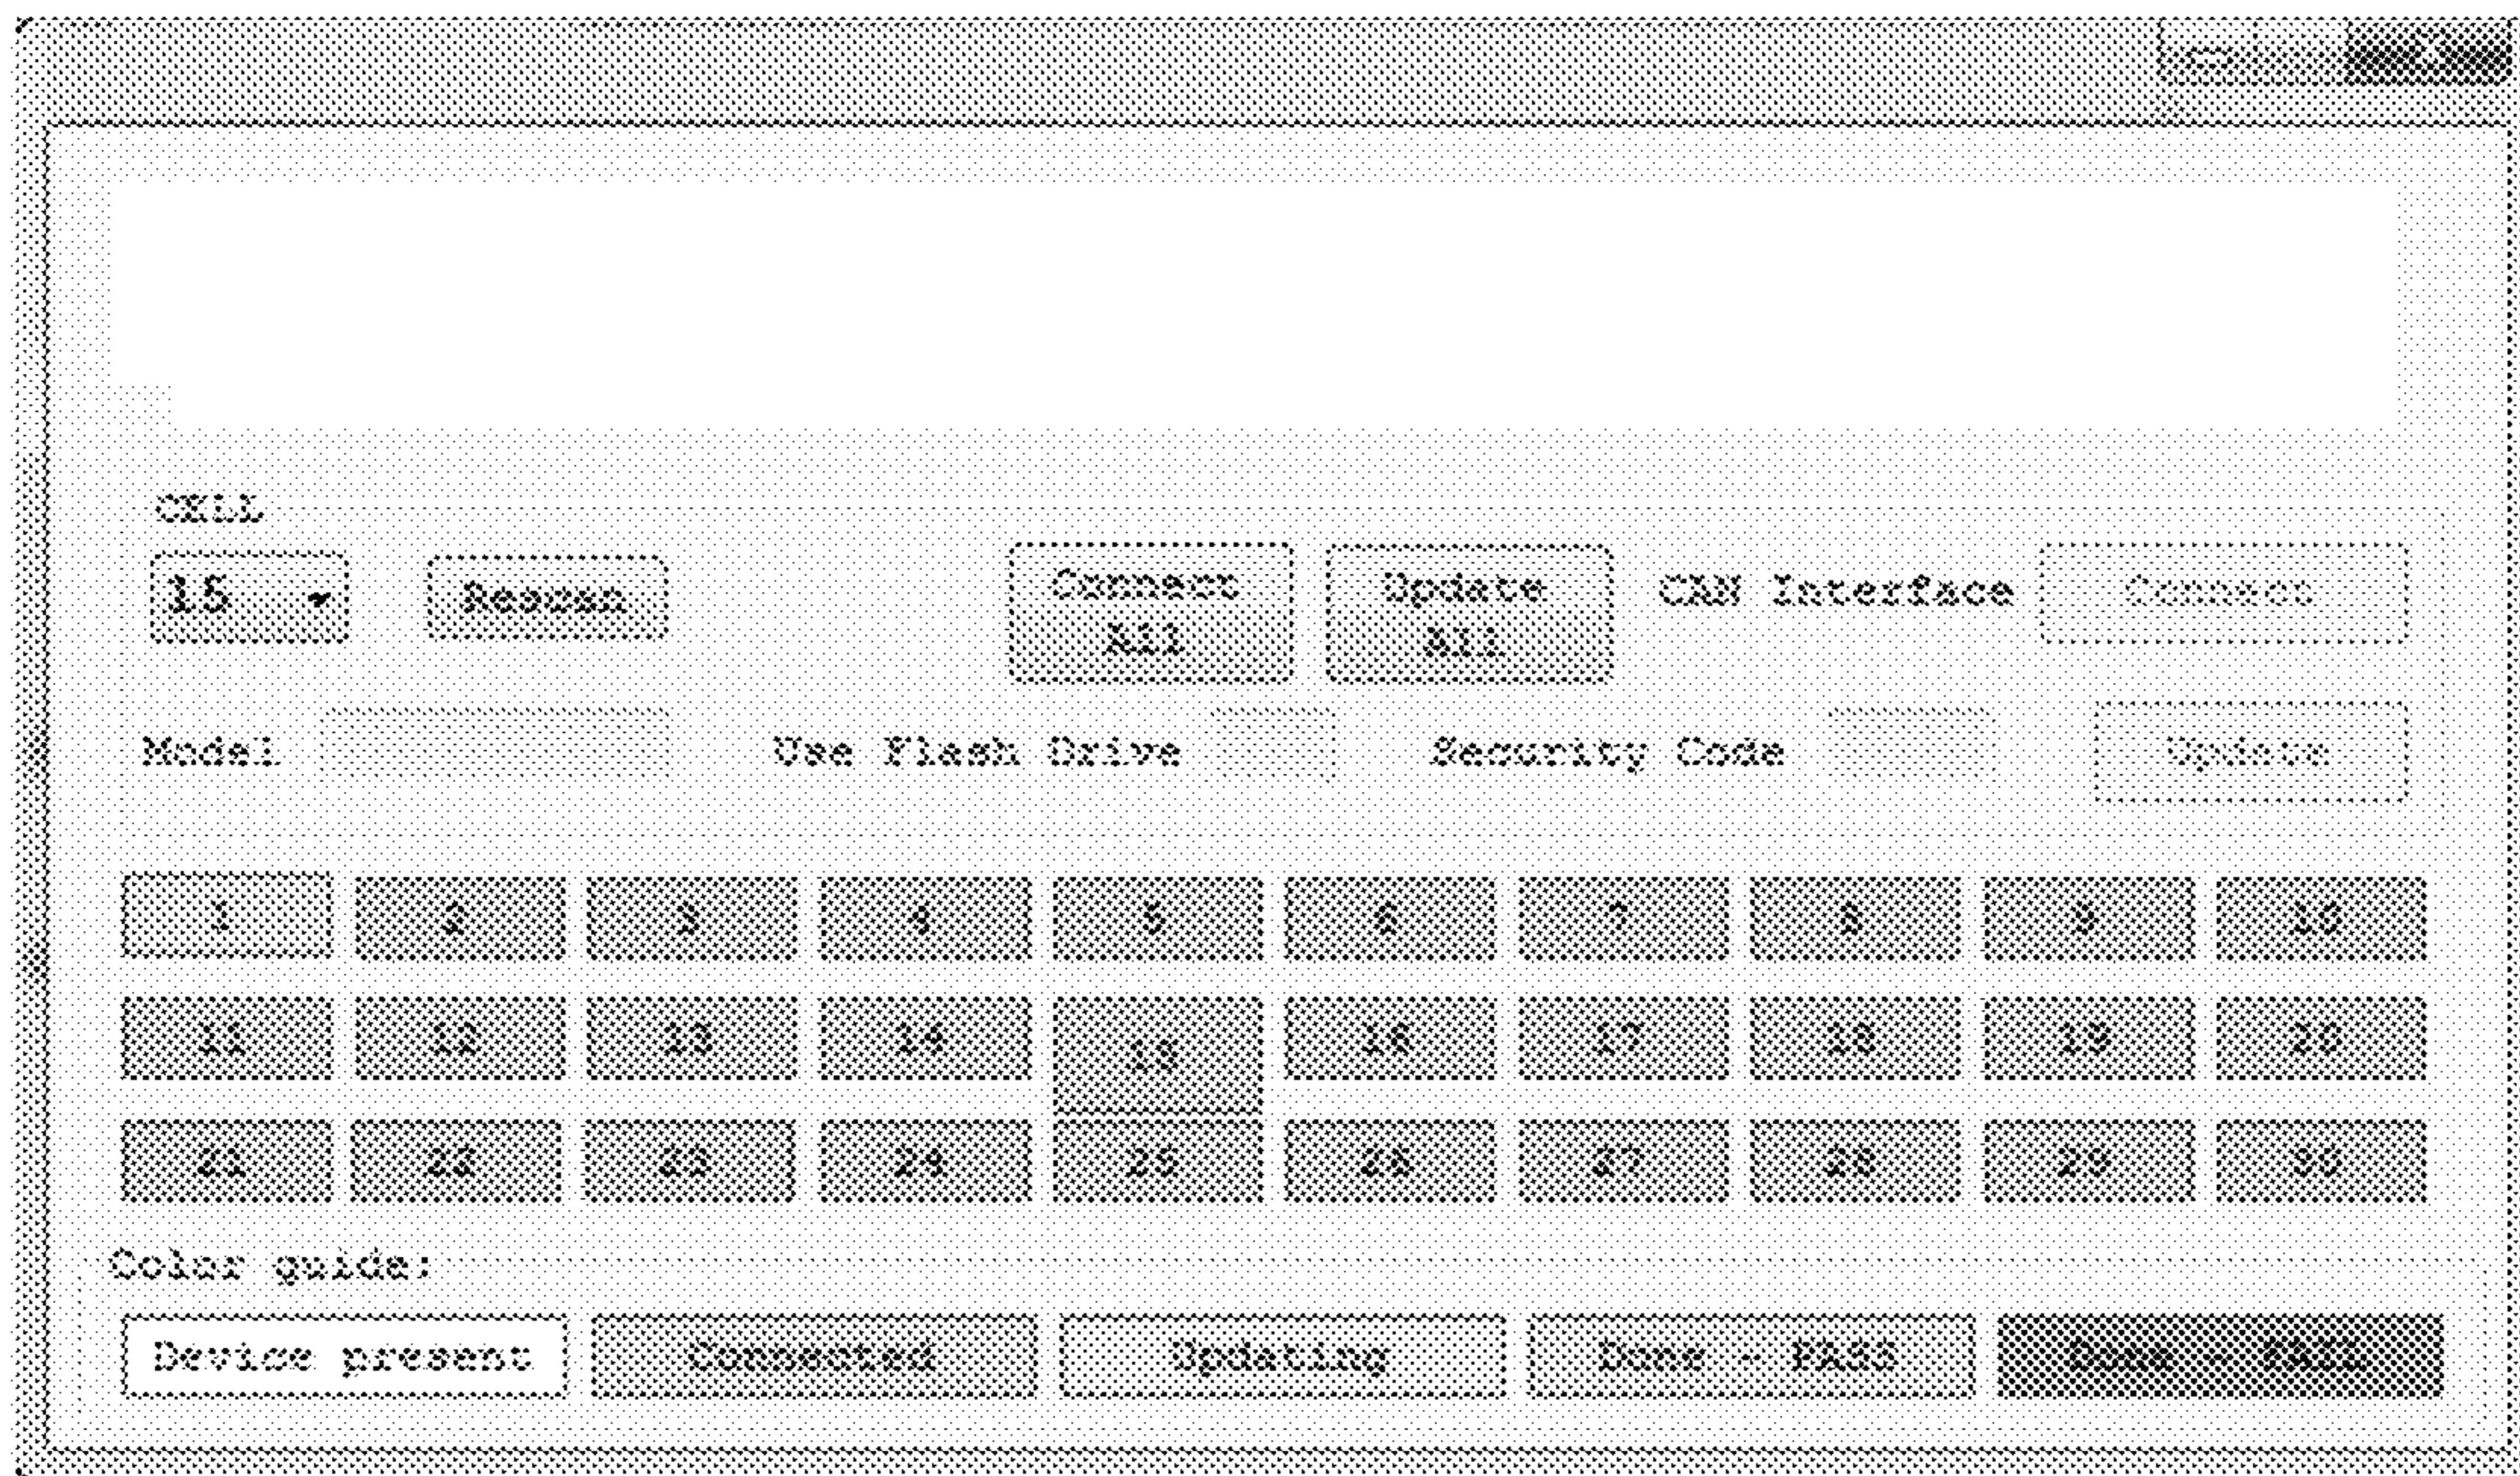 CELL
15 Rescan Connect All Update All CAN Interface Connect
Model Use Flash Drive Security Code Update
1 2 3 4 5 6 7 8 9 10
11 12 13 14 15 16 17 18 19 20
21 22 23 24 25 26 27 28 29 30
Color guide:
Device present Connected Updating Done - PASS Done - FAIL